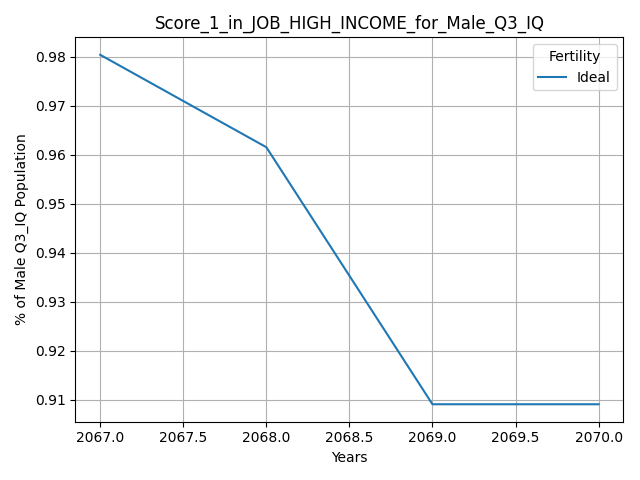 Score_1_in_JOB_HIGH_INCOME_for_Male_Q3_IQ
Fertility
Ideal
% of Male Q3_IQ Population
0.98
0.97
0.96
0.95
0.94
0.93
0.92
0.91
2067.0 2067.5 2068.0 2068.5 2069.0 2069.5 2070.0
Years